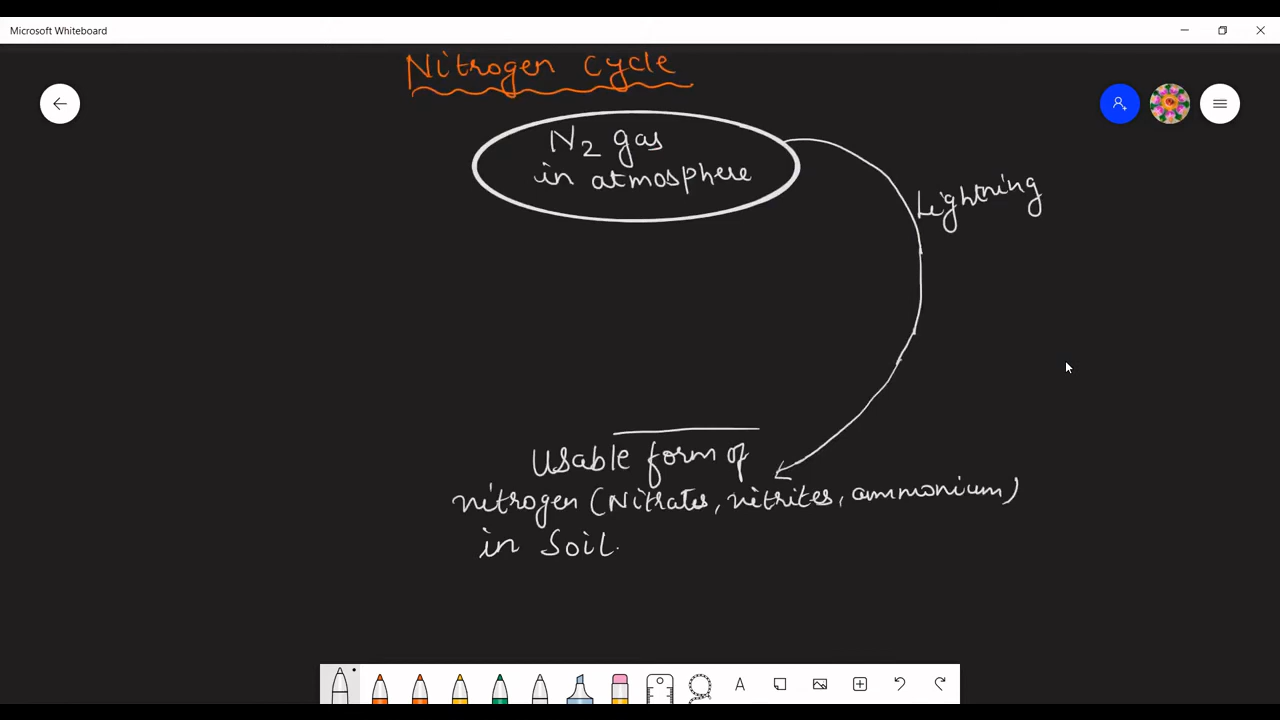 Microsoft Whiteboard
Nitrogen Cycle
N2 gas
in atmosphere
Lightning
Usable form of
nitrogen (Nitrates, nitrites, ammonium)
in Soil.
A